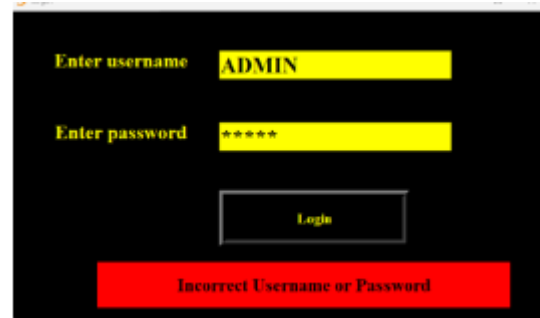 Enter username ADMIN
Enter password *****
Login
Incorrect Username or Password